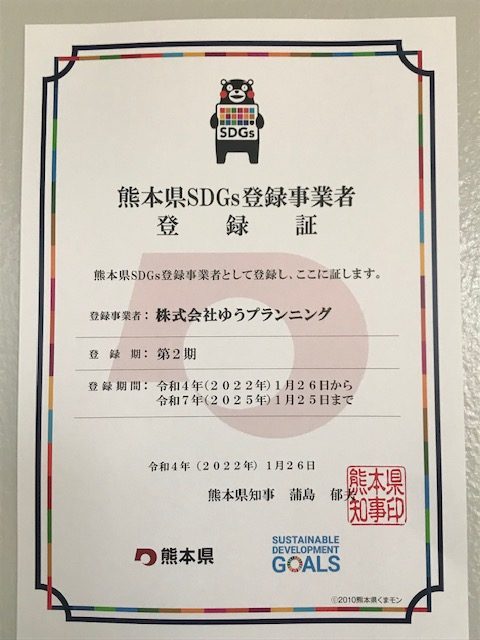 SDGs
熊本県SDGs登録事業者
登録証
熊本県SDGs登録事業者として登録し、ここに証します。
登録事業者：株式会社ゆうプランニング
登録期：第２期
登録期間：令和４年（２０２２年）１月２６日から
令和７年（２０２５年）１月２５日まで
令和４年（２０２２年）１月２６日
熊本県知事 蒲島 郁夫
熊本県
知事印
熊本県
SUSTAINABLE
DEVELOPMENT
GOALS
©2010熊本県くまモン